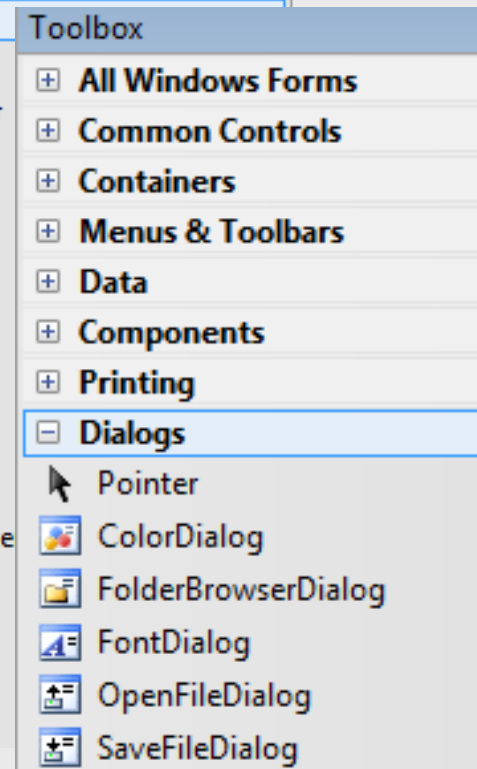 Toolbox
All Windows Forms
Common Controls
Containers
Menus & Toolbars
Data
Components
Printing
Dialogs
Pointer
ColorDialog
FolderBrowserDialog
FontDialog
OpenFileDialog
SaveFileDialog